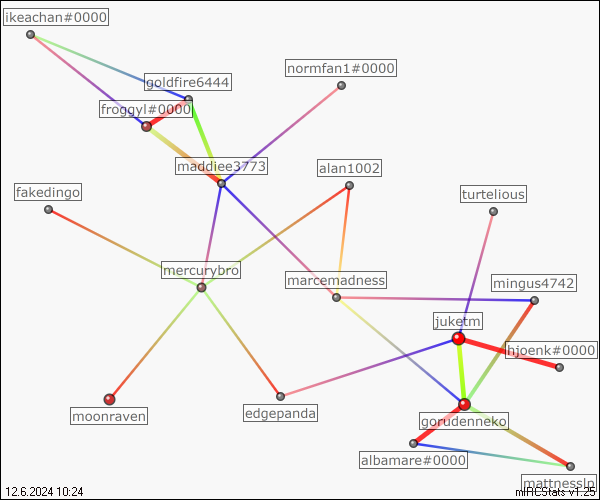 ikeachan#0000
normfan1#0000
goldfire6444
froggyl#0000
maddiee3773
alan1002
fakedingo
turtelious
mercurybro
marcemadness
mingus4742
juketm
hjoenk#0000
moonraven
edgepanda
gorudenneko
albamare#0000
mattnesslp
12.6.2024 10:24
mIRCStats v1.25